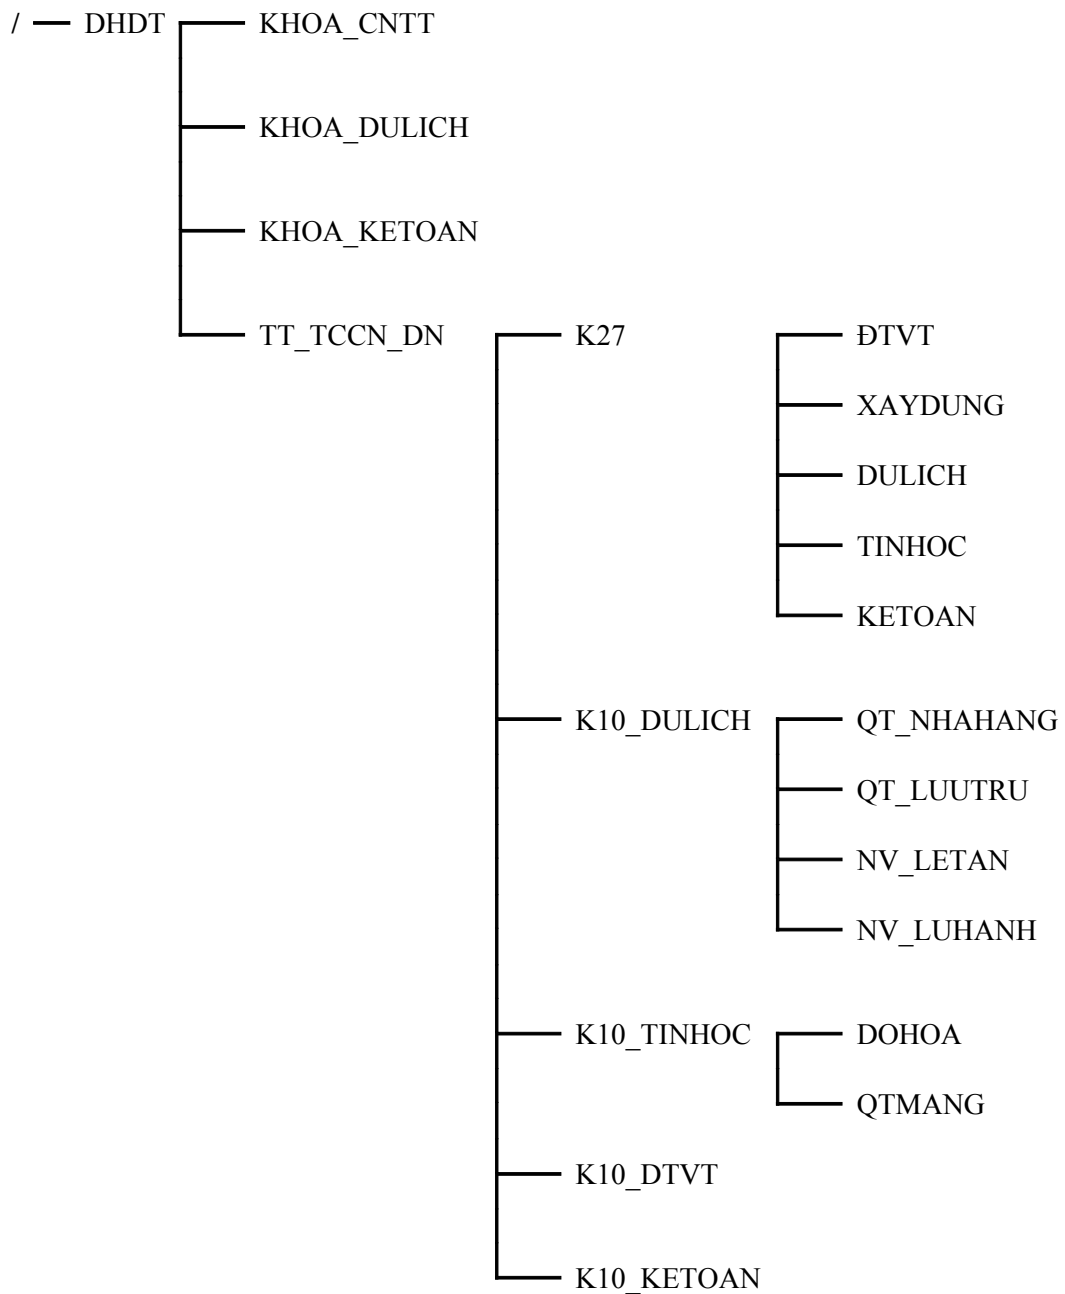 / DHDT KHOA_CNTT
KHOA_DULICH
KHOA_KETOAN
TT_TCCN_DN K27 ĐTVT
XAYDUNG
DULICH
TINHOC
KETOAN
K10_DULICH QT_NHAHANG
QT_LUUTRU
NV_LETAN
NV_LUHANH
K10_TINHOC DOHOA
QTMANG
K10_DTVT
K10_KETOAN